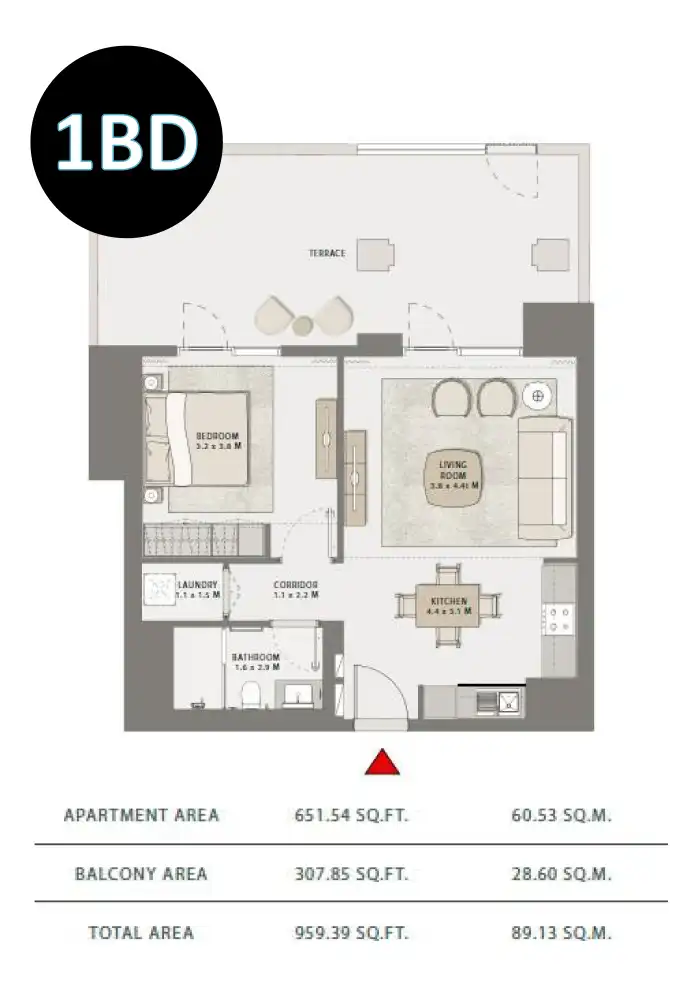 1BD
TERRACE
BEDROOM
3.2 x 3.8 M
LIVING
ROOM
3.8 x 4.41 M
LAUNDRY
1.1 x 1.5 M
CORRIDOR
1.1 x 2.2 M
KITCHEN
4.4 x 3.1 M
BATHROOM
1.6 x 2.9 M
APARTMENT AREA 651.54 SQ.FT. 60.53 SQ.M.
BALCONY AREA 307.85 SQ.FT. 28.60 SQ.M.
TOTAL AREA 959.39 SQ.FT. 89.13 SQ.M.